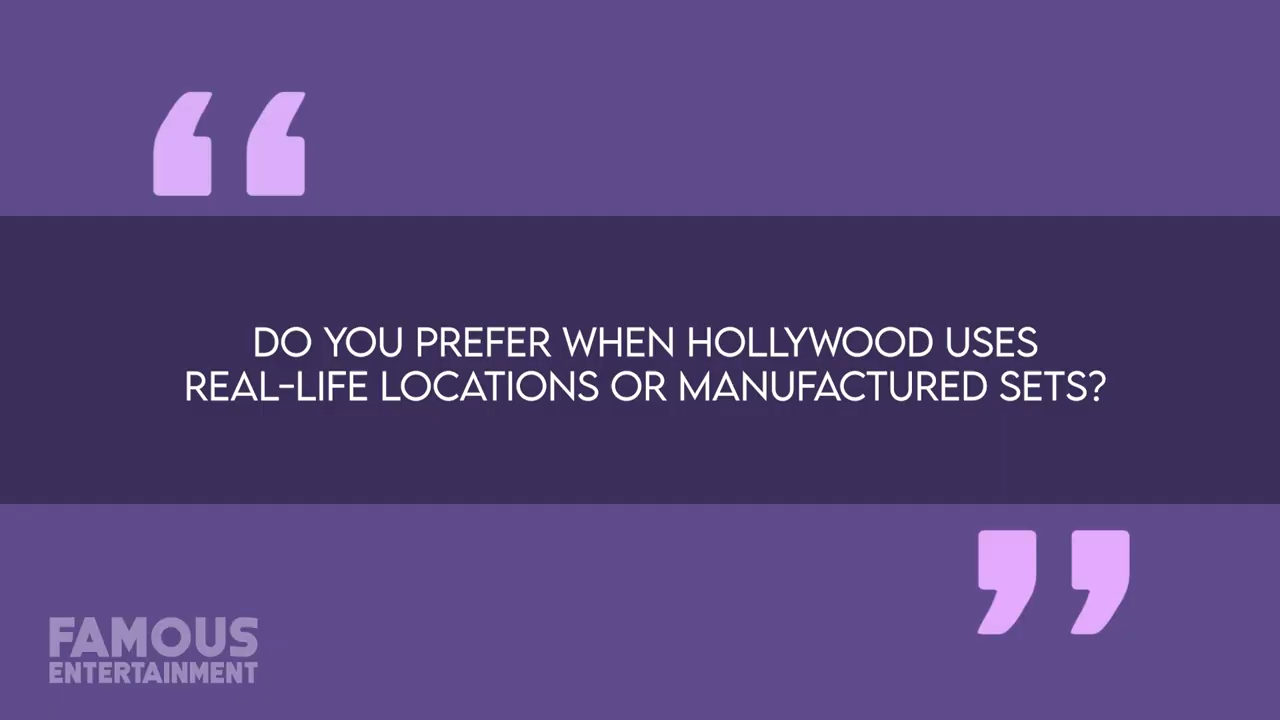 “
DO YOU PREFER WHEN HOLLYWOOD USES
REAL-LIFE LOCATIONS OR MANUFACTURED SETS?
”
FAMOUS
ENTERTAINMENT